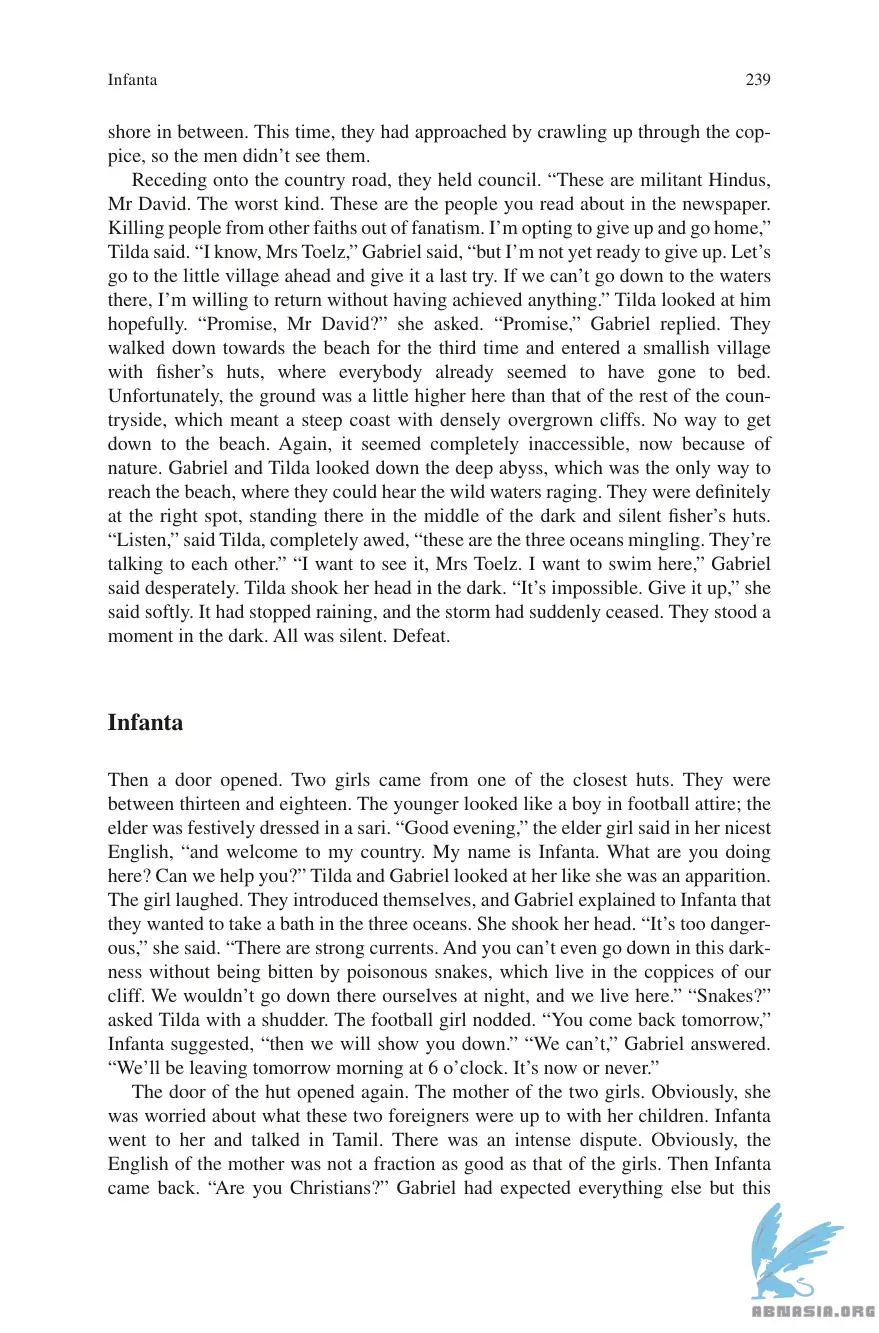 Infanta 239
shore in between. This time, they had approached by crawling up through the cop-
pice, so the men didn’t see them.
Receding onto the country road, they held council. “These are militant Hindus,
Mr David. The worst kind. These are the people you read about in the newspaper.
Killing people from other faiths out of fanatism. I’m opting to give up and go home,”
Tilda said. “I know, Mrs Toelz,” Gabriel said, “but I’m not yet ready to give up. Let’s
go to the little village ahead and give it a last try. If we can’t go down to the waters
there, I’m willing to return without having achieved anything.” Tilda looked at him
hopefully. “Promise, Mr David?” she asked. “Promise,” Gabriel replied. They
walked down towards the beach for the third time and entered a smallish village
with fisher’s huts, where everybody already seemed to have gone to bed.
Unfortunately, the ground was a little higher here than that of the rest of the coun-
tryside, which meant a steep coast with densely overgrown cliffs. No way to get
down to the beach. Again, it seemed completely inaccessible, now because of
nature. Gabriel and Tilda looked down the deep abyss, which was the only way to
reach the beach, where they could hear the wild waters raging. They were definitely
at the right spot, standing there in the middle of the dark and silent fisher’s huts.
“Listen,” said Tilda, completely awed, “these are the three oceans mingling. They’re
talking to each other.” “I want to see it, Mrs Toelz. I want to swim here,” Gabriel
said desperately. Tilda shook her head in the dark. “It’s impossible. Give it up,” she
said softly. It had stopped raining, and the storm had suddenly ceased. They stood a
moment in the dark. All was silent. Defeat.
Infanta
Then a door opened. Two girls came from one of the closest huts. They were
between thirteen and eighteen. The younger looked like a boy in football attire; the
elder was festively dressed in a sari. “Good evening,” the elder girl said in her nicest
English, “and welcome to my country. My name is Infanta. What are you doing
here? Can we help you?” Tilda and Gabriel looked at her like she was an apparition.
The girl laughed. They introduced themselves, and Gabriel explained to Infanta that
they wanted to take a bath in the three oceans. She shook her head. “It’s too danger-
ous,” she said. “There are strong currents. And you can’t even go down in this dark-
ness without being bitten by poisonous snakes, which live in the coppices of our
cliff. We wouldn’t go down there ourselves at night, and we live here.” “Snakes?”
asked Tilda with a shudder. The football girl nodded. “You come back tomorrow,”
Infanta suggested, “then we will show you down.” “We can’t,” Gabriel answered.
“We’ll be leaving tomorrow morning at 6 o’clock. It’s now or never.”
The door of the hut opened again. The mother of the two girls. Obviously, she
was worried about what these two foreigners were up to with her children. Infanta
went to her and talked in Tamil. There was an intense dispute. Obviously, the
English of the mother was not a fraction as good as that of the girls. Then Infanta
came back. “Are you Christians?” Gabriel had expected everything else but this
ABNASIA.ORG